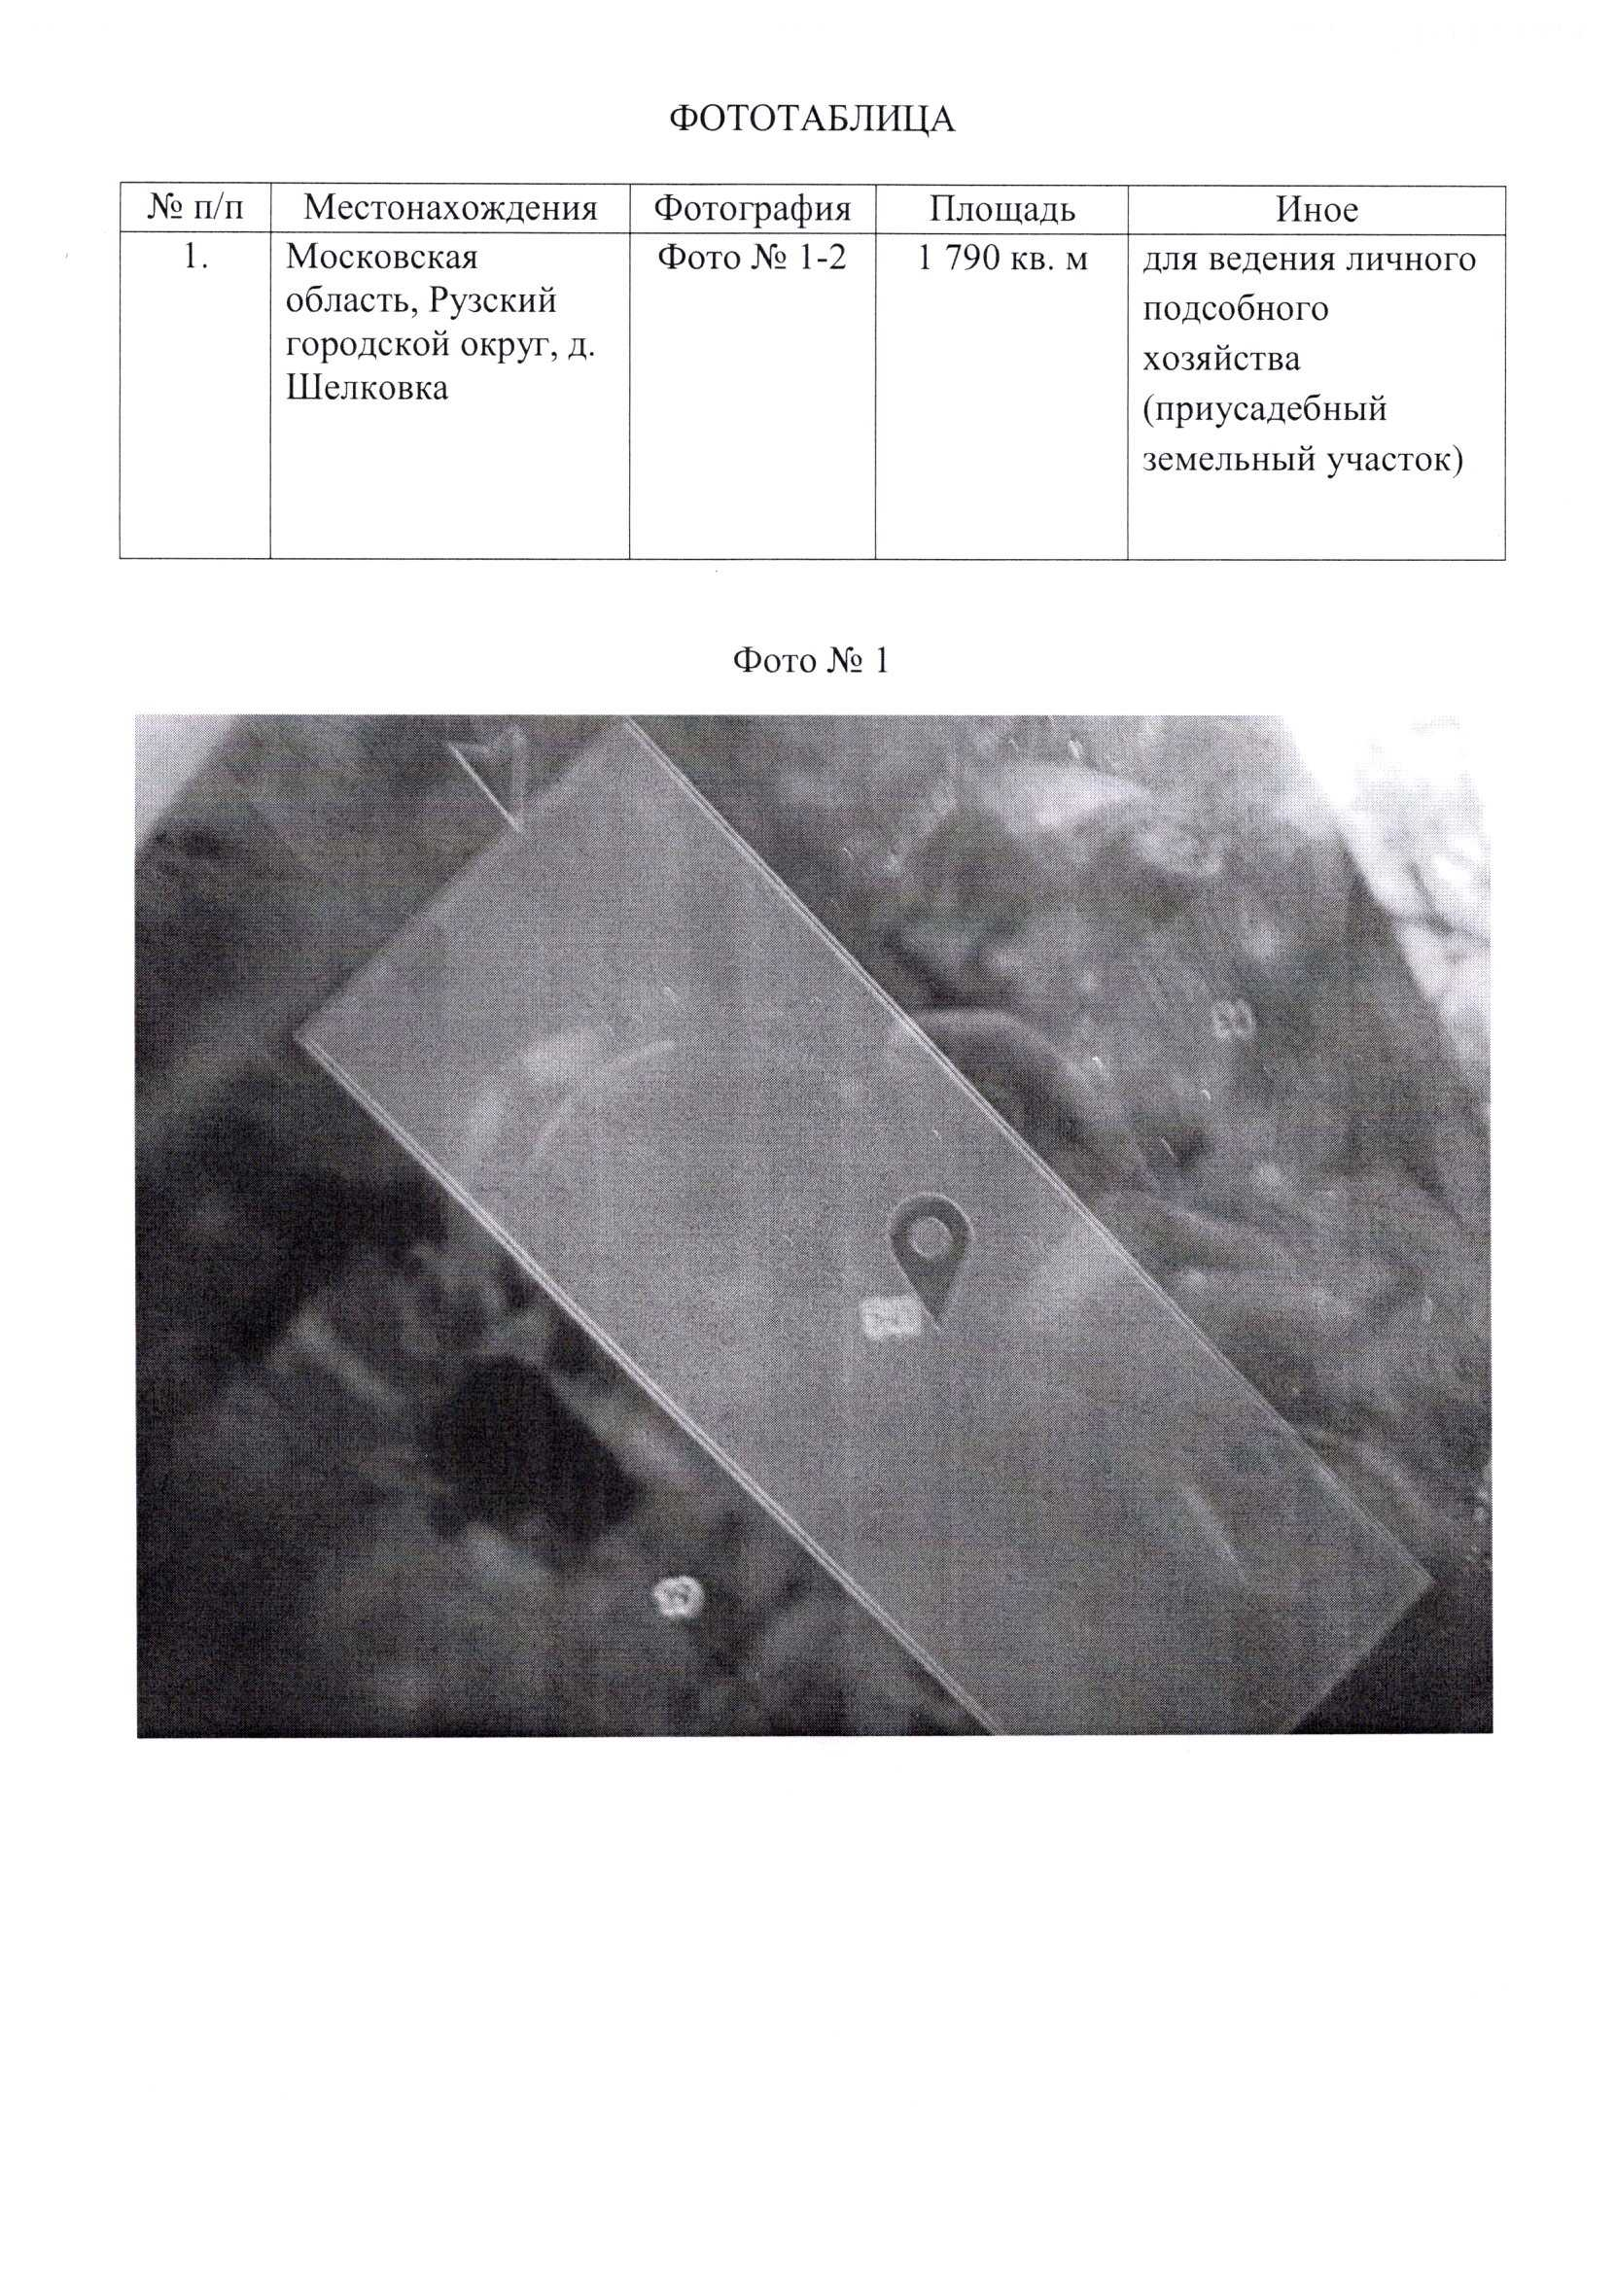 ФОТОТАБЛИЦА
№ п/п Местонахождения Фотография Площадь Иное
1. Московская область, Рузский городской округ, д. Шелковка Фото № 1-2 1 790 кв. м для ведения личного подсобного хозяйства (приусадебный земельный участок)
Фото № 1